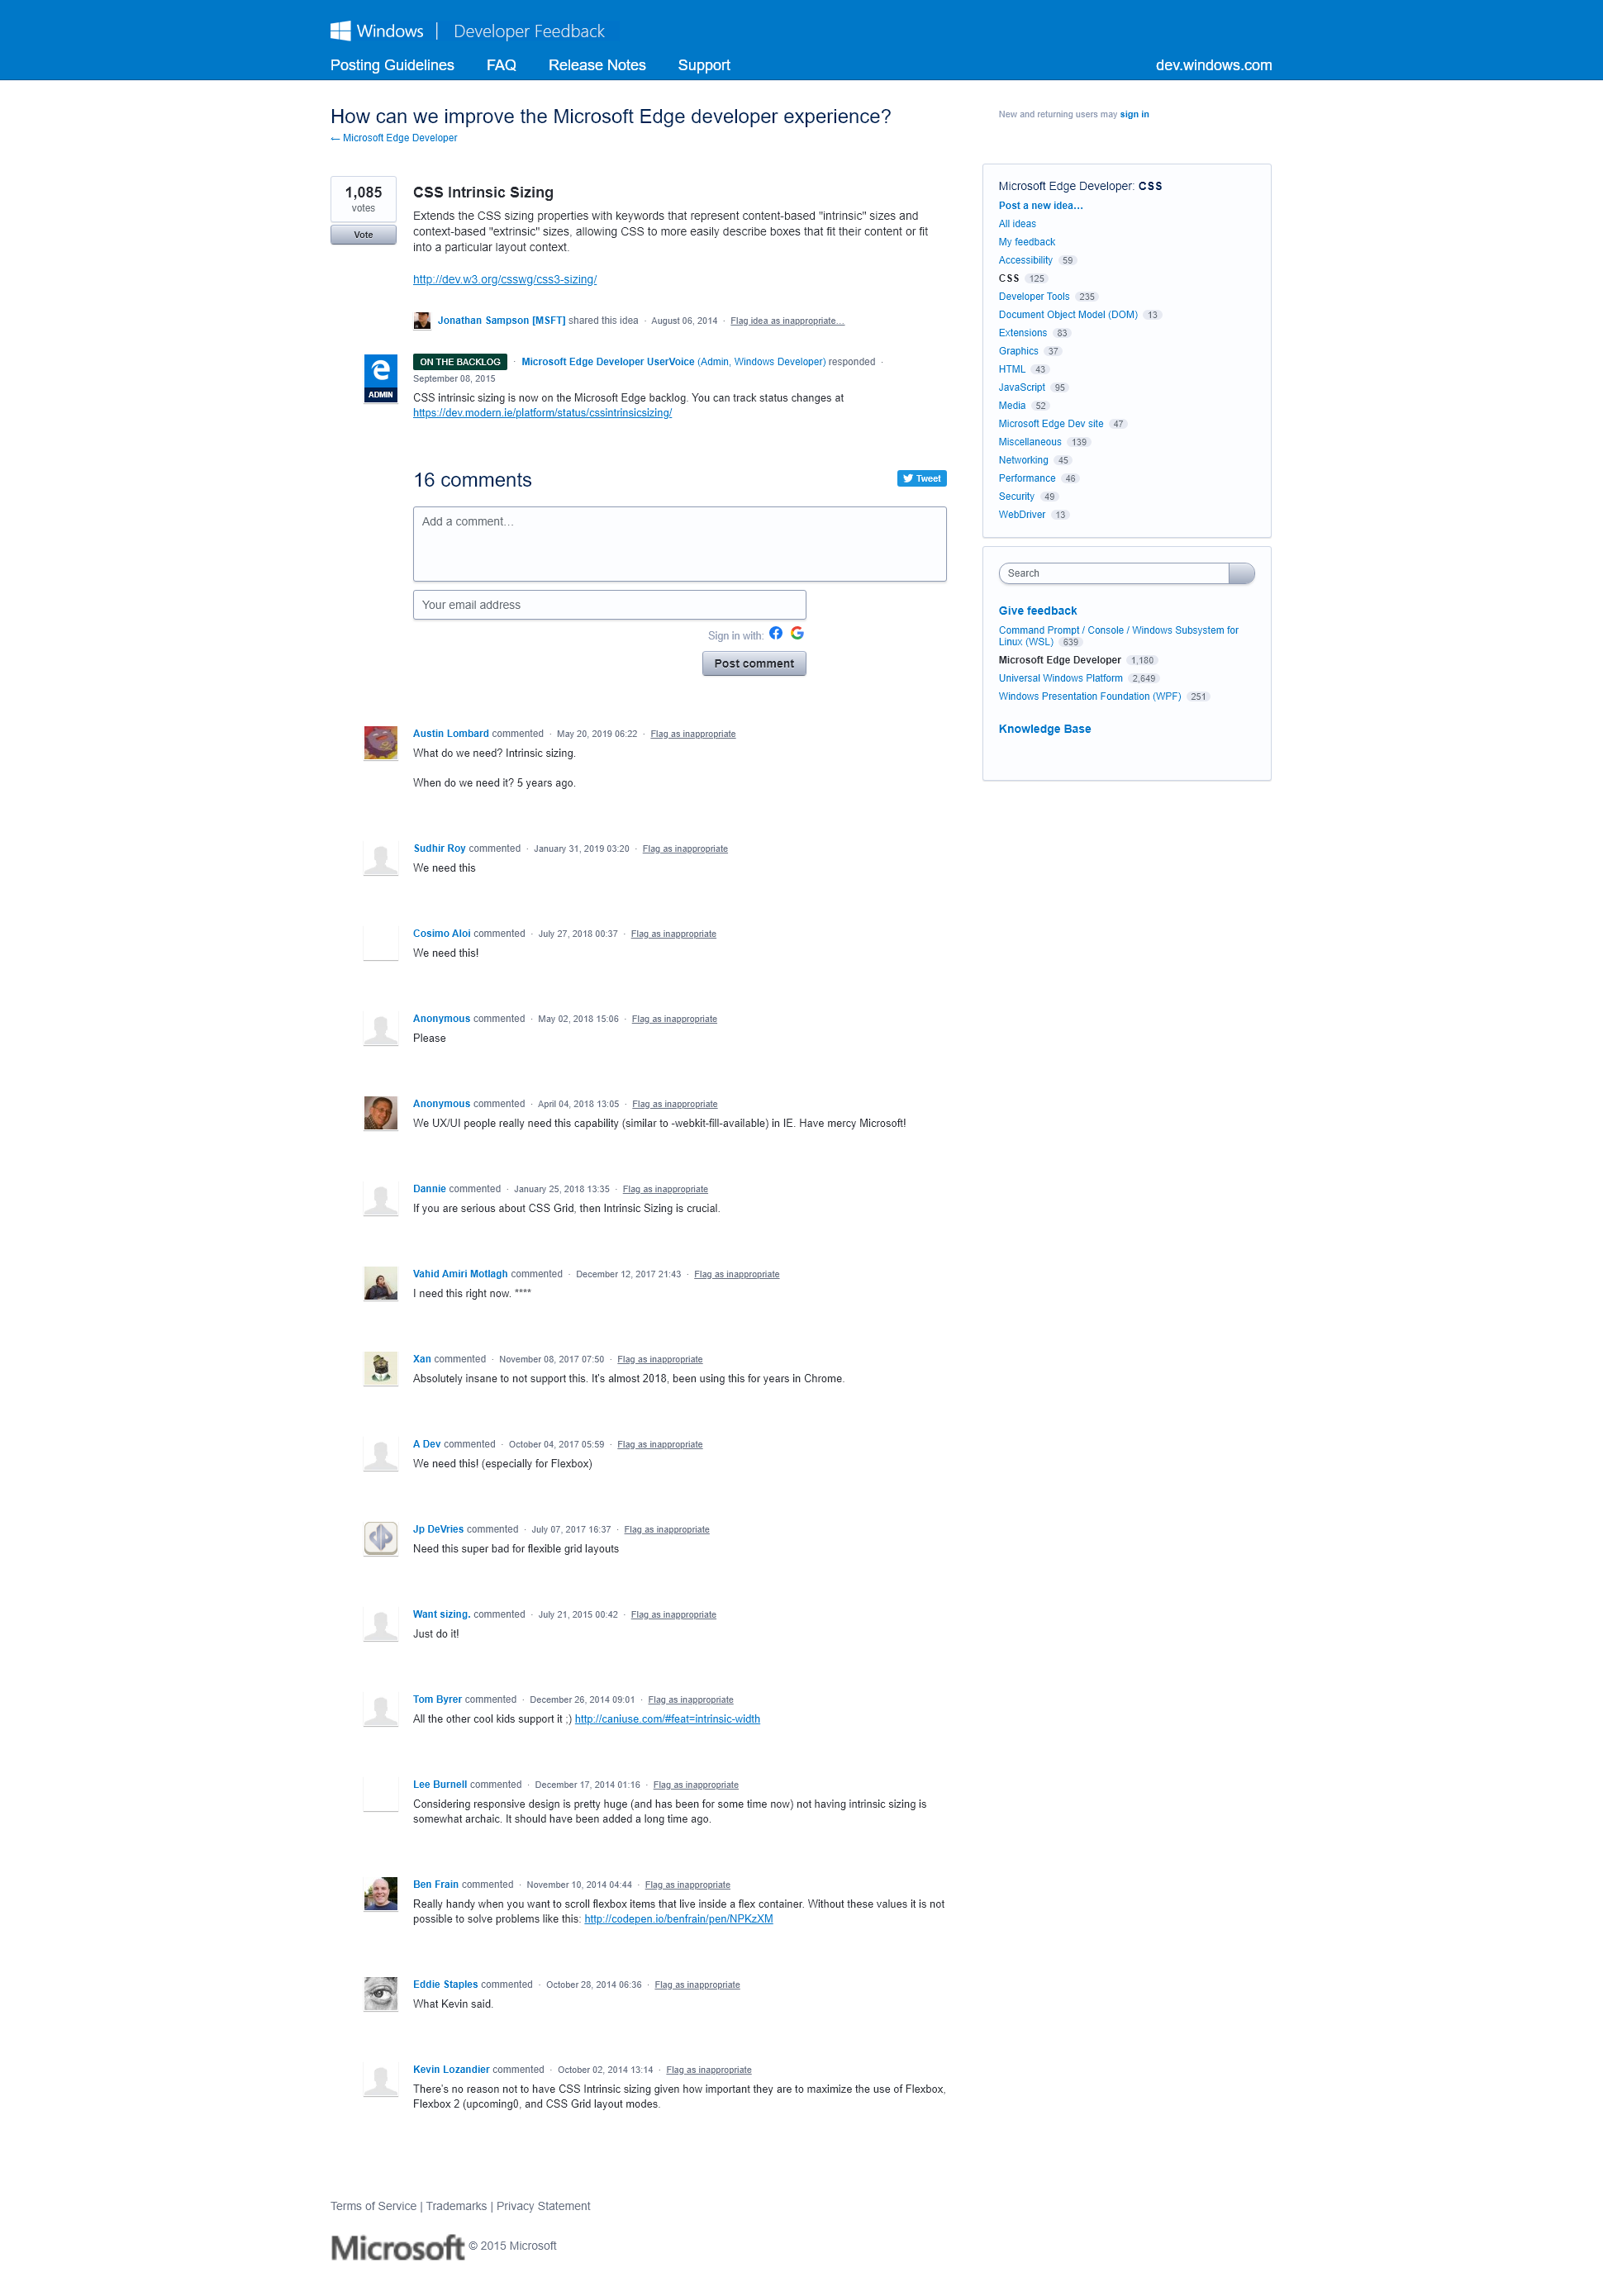 Windows | Developer Feedback
Posting Guidelines FAQ Release Notes Support dev.windows.com
How can we improve the Microsoft Edge developer experience?
← Microsoft Edge Developer
New and returning users may sign in
1,085
votes
Vote
CSS Intrinsic Sizing
Extends the CSS sizing properties with keywords that represent content-based "intrinsic" sizes and
context-based "extrinsic" sizes, allowing CSS to more easily describe boxes that fit their content or fit
into a particular layout context.
http://dev.w3.org/csswg/css3-sizing/
Jonathan Sampson [MSFT] shared this idea · August 06, 2014 · Flag idea as inappropriate…
ADMIN
ON THE BACKLOG · Microsoft Edge Developer UserVoice (Admin, Windows Developer) responded ·
September 08, 2015
CSS intrinsic sizing is now on the Microsoft Edge backlog. You can track status changes at
https://dev.modern.ie/platform/status/cssintrinsicsizing/
16 comments
Tweet
Add a comment…
Your email address
Sign in with:
Post comment
Austin Lombard commented · May 20, 2019 06:22 · Flag as inappropriate
What do we need? Intrinsic sizing.
When do we need it? 5 years ago.
Sudhir Roy commented · January 31, 2019 03:20 · Flag as inappropriate
We need this
Cosimo Aloi commented · July 27, 2018 00:37 · Flag as inappropriate
We need this!
Anonymous commented · May 02, 2018 15:06 · Flag as inappropriate
Please
Anonymous commented · April 04, 2018 13:05 · Flag as inappropriate
We UX/UI people really need this capability (similar to -webkit-fill-available) in IE. Have mercy Microsoft!
Dannie commented · January 25, 2018 13:35 · Flag as inappropriate
If you are serious about CSS Grid, then Intrinsic Sizing is crucial.
Vahid Amiri Motlagh commented · December 12, 2017 21:43 · Flag as inappropriate
I need this right now. ****
Xan commented · November 08, 2017 07:50 · Flag as inappropriate
Absolutely insane to not support this. It's almost 2018, been using this for years in Chrome.
A Dev commented · October 04, 2017 05:59 · Flag as inappropriate
We need this! (especially for Flexbox)
Jp DeVries commented · July 07, 2017 16:37 · Flag as inappropriate
Need this super bad for flexible grid layouts
Want sizing. commented · July 21, 2015 00:42 · Flag as inappropriate
Just do it!
Tom Byrer commented · December 26, 2014 09:01 · Flag as inappropriate
All the other cool kids support it ;) http://caniuse.com/#feat=intrinsic-width
Lee Burnell commented · December 17, 2014 01:16 · Flag as inappropriate
Considering responsive design is pretty huge (and has been for some time now) not having intrinsic sizing is
somewhat archaic. It should have been added a long time ago.
Ben Frain commented · November 10, 2014 04:44 · Flag as inappropriate
Really handy when you want to scroll flexbox items that live inside a flex container. Without these values it is not
possible to solve problems like this: http://codepen.io/benfrain/pen/NPKzXM
Eddie Staples commented · October 28, 2014 06:36 · Flag as inappropriate
What Kevin said.
Kevin Lozandier commented · October 02, 2014 13:14 · Flag as inappropriate
There's no reason not to have CSS Intrinsic sizing given how important they are to maximize the use of Flexbox,
Flexbox 2 (upcoming0, and CSS Grid layout modes.
Microsoft Edge Developer: CSS
Post a new idea…
All ideas
My feedback
Accessibility 59
CSS 125
Developer Tools 235
Document Object Model (DOM) 13
Extensions 83
Graphics 37
HTML 43
JavaScript 95
Media 52
Microsoft Edge Dev site 47
Miscellaneous 139
Networking 45
Performance 46
Security 49
WebDriver 13
Search
Give feedback
Command Prompt / Console / Windows Subsystem for
Linux (WSL) 639
Microsoft Edge Developer 1,180
Universal Windows Platform 2,649
Windows Presentation Foundation (WPF) 251
Knowledge Base
Terms of Service | Trademarks | Privacy Statement
Microsoft © 2015 Microsoft